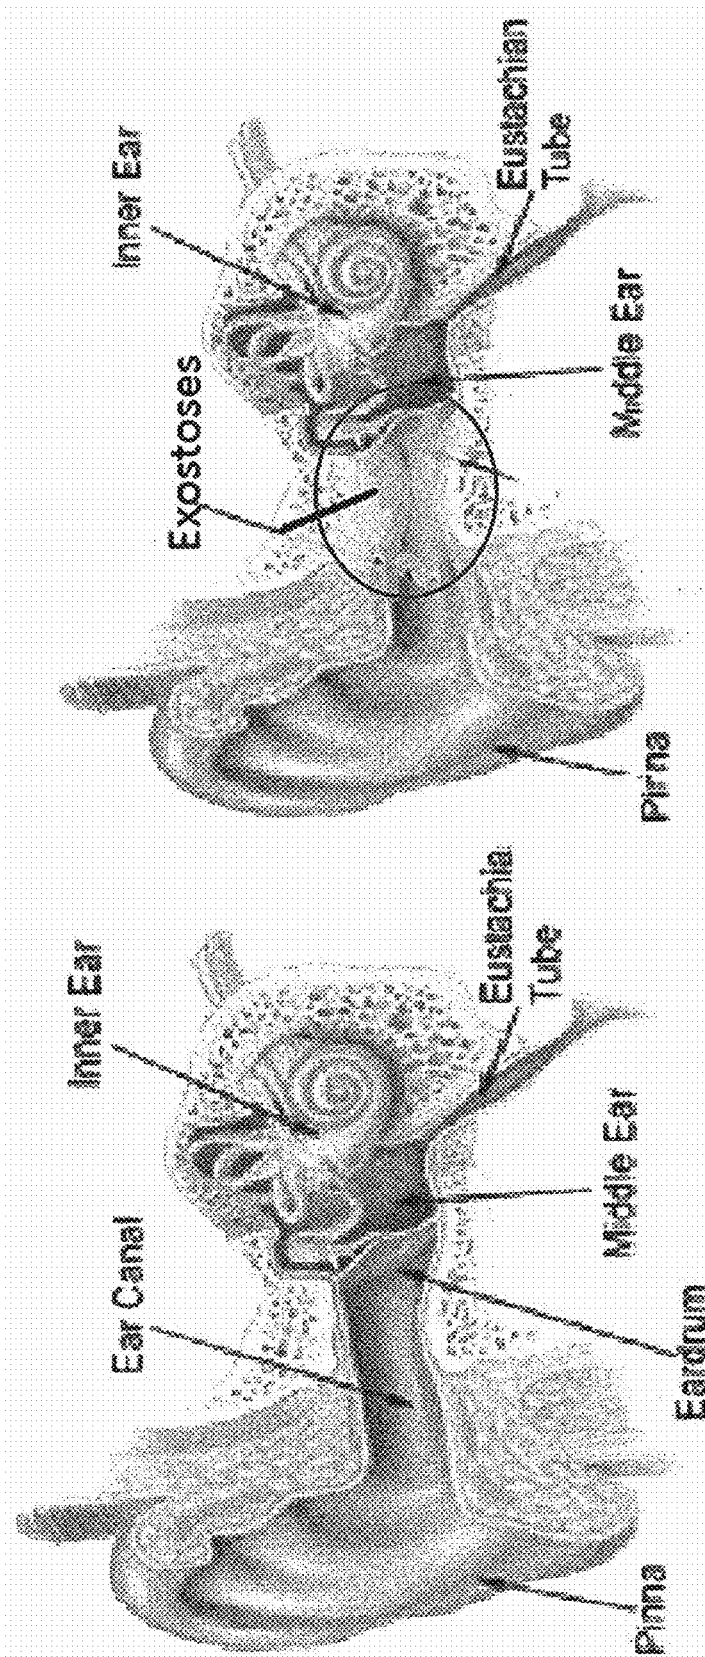 Inner Ear
Ear Canal
Eustachia
Tube
Middle Ear
Eardrum
Pinna
Inner Ear
Exostoses
Eustachian
Tube
Middle Ear
Pirna